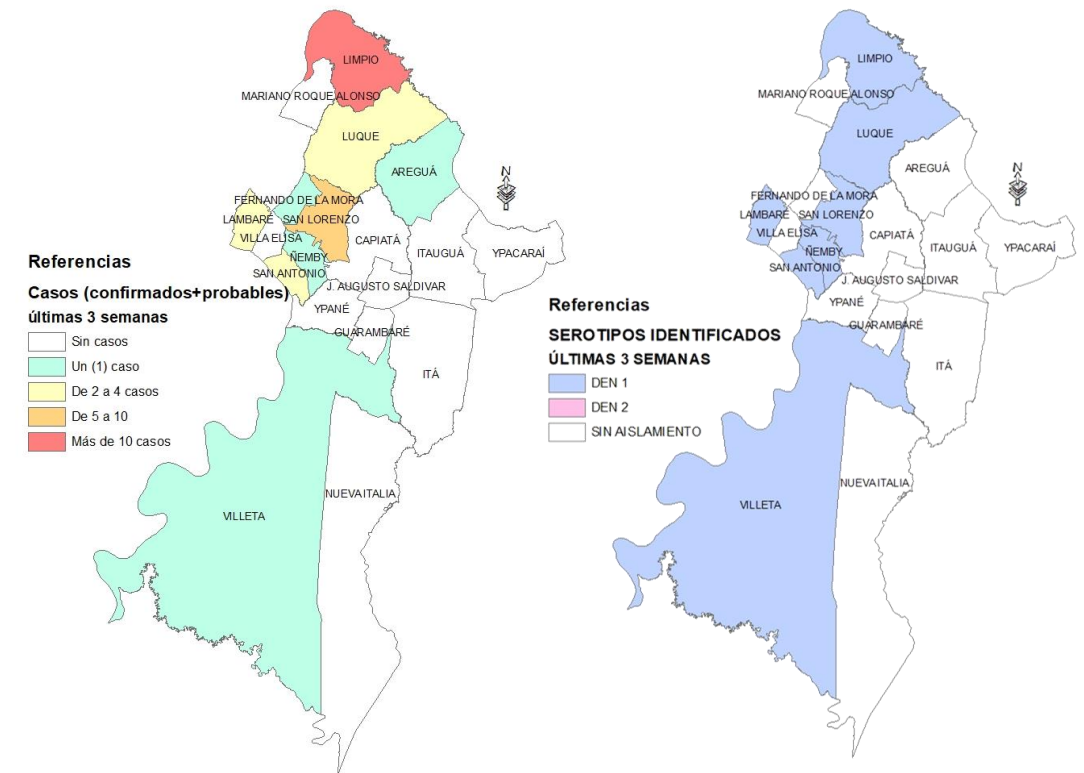 LIMPIO
MARIANO ROQUE ALONSO
LUQUE
AREGUÁ
N
FERNANDO DE LA MORA
LAMBARÉ
SAN LORENZO
VILLA ELISA
CAPIATÁ
ITAUGUÁ
YPACARAÍ
ÑEMBY
SAN ANTONIO
J. AUGUSTO SALDIVAR
YPANÉ
GUARAMBARÉ
ITÁ
NUEVA ITALIA
VILLETA
Referencias
Casos (confirmados+probables)
últimas 3 semanas
Sin casos
Un (1) caso
De 2 a 4 casos
De 5 a 10
Más de 10 casos
LIMPIO
MARIANO ROQUE ALONSO
LUQUE
AREGUÁ
N
FERNANDO DE LA MORA
LAMBARÉ
SAN LORENZO
VILLA ELISA
CAPIATÁ
ITAUGUÁ
YPACARAÍ
ÑEMBY
SAN ANTONIO
J. AUGUSTO SALDIVAR
YPANÉ
GUARAMBARÉ
ITÁ
NUEVA ITALIA
VILLETA
Referencias
SEROTIPOS IDENTIFICADOS
ÚLTIMAS 3 SEMANAS
DEN 1
DEN 2
SIN AISLAMIENTO